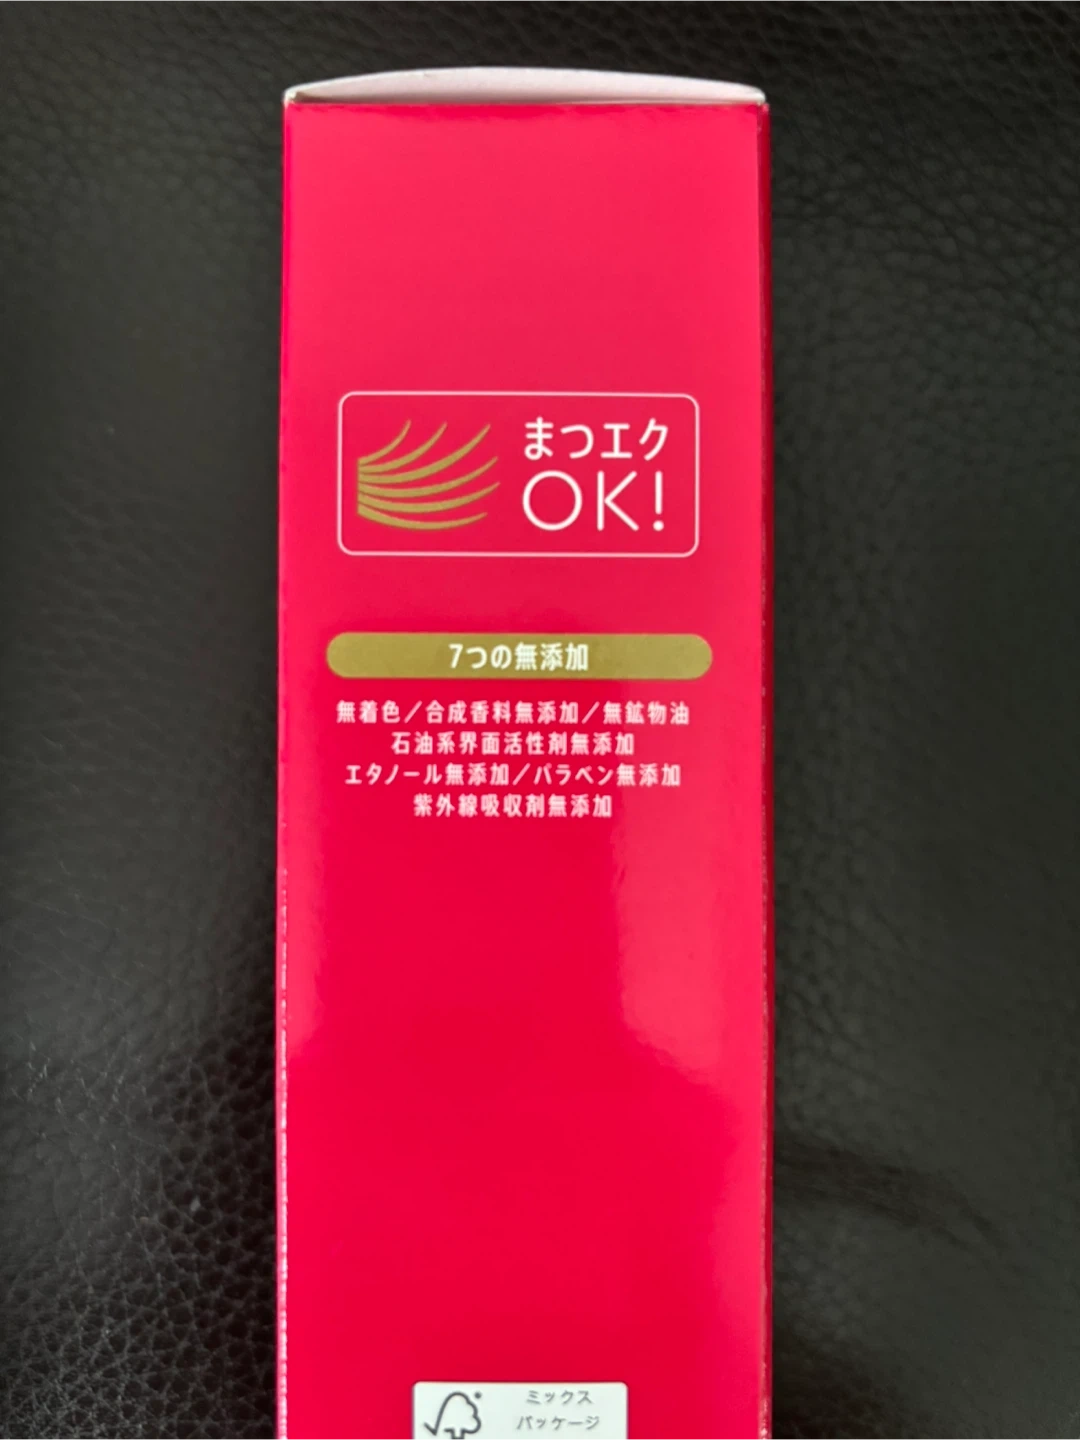 まつエク
OK!
7つの無添加
無着色/合成香料無添加/無鉱物油
石油系界面活性剤無添加
エタノール無添加/パラベン無添加
紫外線吸収剤無添加
ミックス
パッケージ